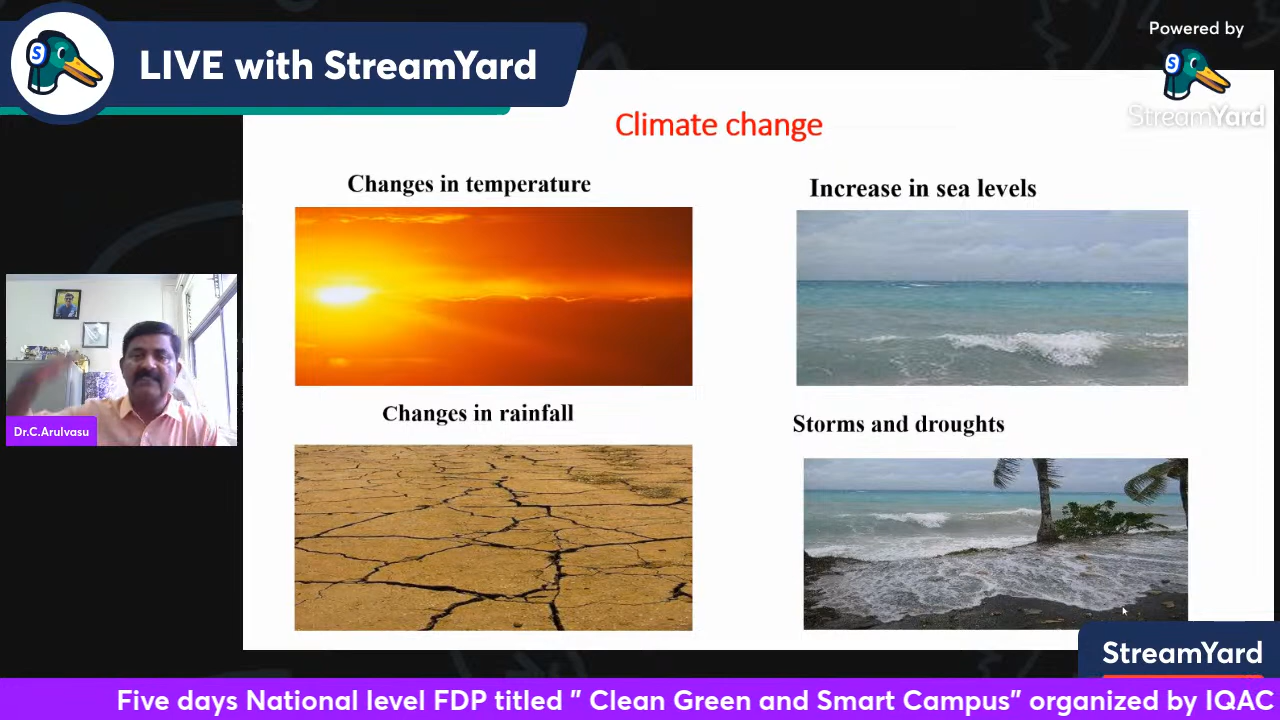 S
LIVE with StreamYard
Powered by
S
StreamYard
Climate change
Changes in temperature
Increase in sea levels
Changes in rainfall
Storms and droughts
Dr.C.Arulvasu
StreamYard
Five days National level FDP titled " Clean Green and Smart Campus" organized by IQAC